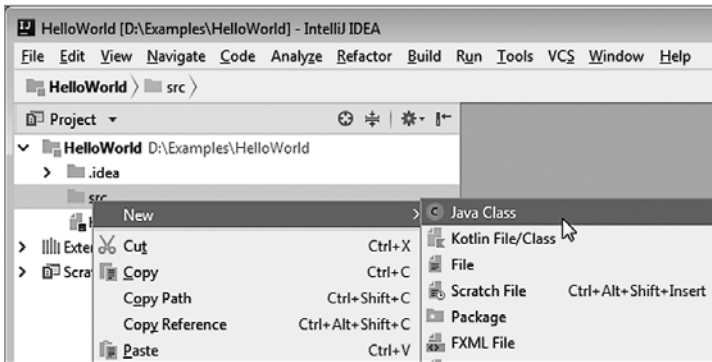 HelloWorld [D:\Examples\HelloWorld] - IntelliJ IDEA
File Edit View Navigate Code Analyze Refactor Build Run Tools VCS Window Help
HelloWorld src
Project
HelloWorld D:\Examples\HelloWorld
.idea
src
New
Java Class
Cut Ctrl+X
Kotlin File/Class
Copy Ctrl+C
File
Copy Path Ctrl+Shift+C
Scratch File Ctrl+Alt+Shift+Insert
Copy Reference Ctrl+Alt+Shift+C
Package
Paste Ctrl+V
FXML File